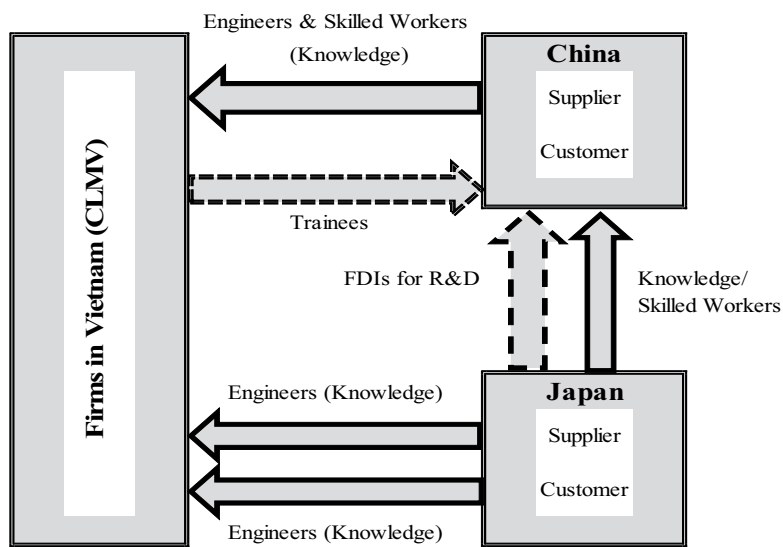 Engineers & Skilled Workers
(Knowledge)
China
Supplier
Customer
Firms in Vietnam (CLMV)
Trainees
FDIs for R&D
Knowledge/
Skilled Workers
Engineers (Knowledge)
Japan
Supplier
Customer
Engineers (Knowledge)